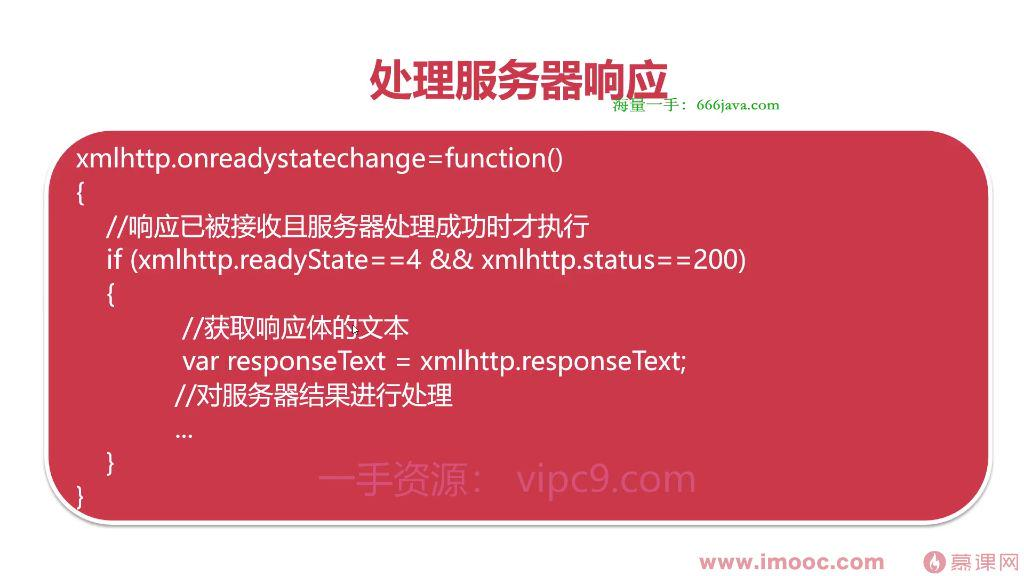 处理服务器响应
海量一手：666java.com
xmlhttp.onreadystatechange=function()
{
//响应已被接收且服务器处理成功时才执行
if (xmlhttp.readyState==4 && xmlhttp.status==200)
{
//获取响应体的文本
var responseText = xmlhttp.responseText;
//对服务器结果进行处理
...
}
一手资源： vipc9.com
}
www.imooc.com 慕课网